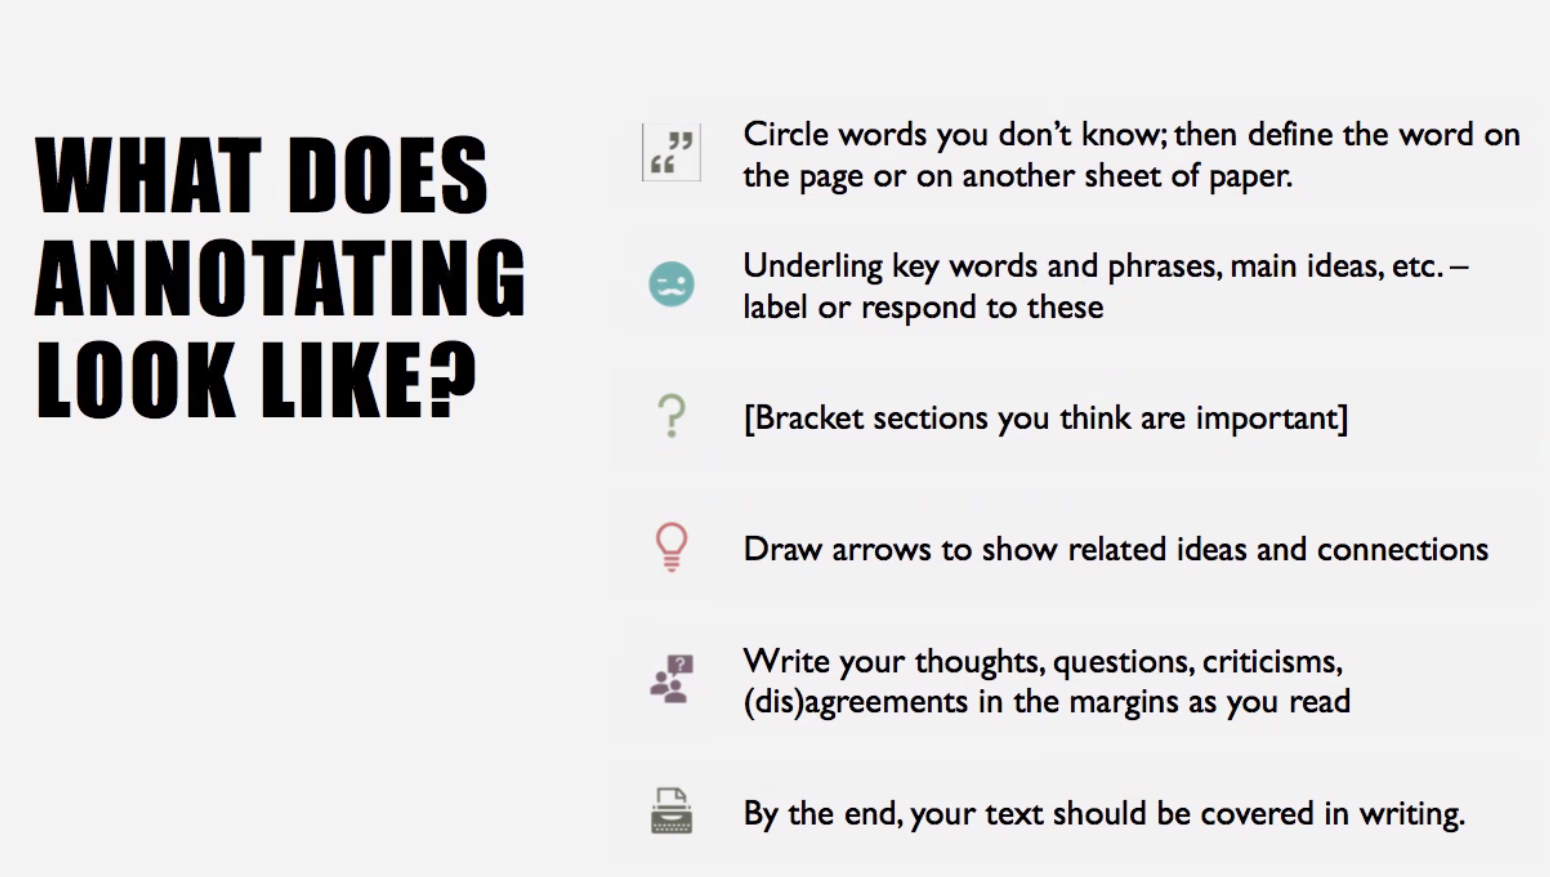 WHAT DOES
ANNOTATING
LOOK LIKE?
Circle words you don’t know; then define the word on
the page or on another sheet of paper.
Underling key words and phrases, main ideas, etc. –
label or respond to these
[Bracket sections you think are important]
Draw arrows to show related ideas and connections
Write your thoughts, questions, criticisms,
(dis)agreements in the margins as you read
By the end, your text should be covered in writing.